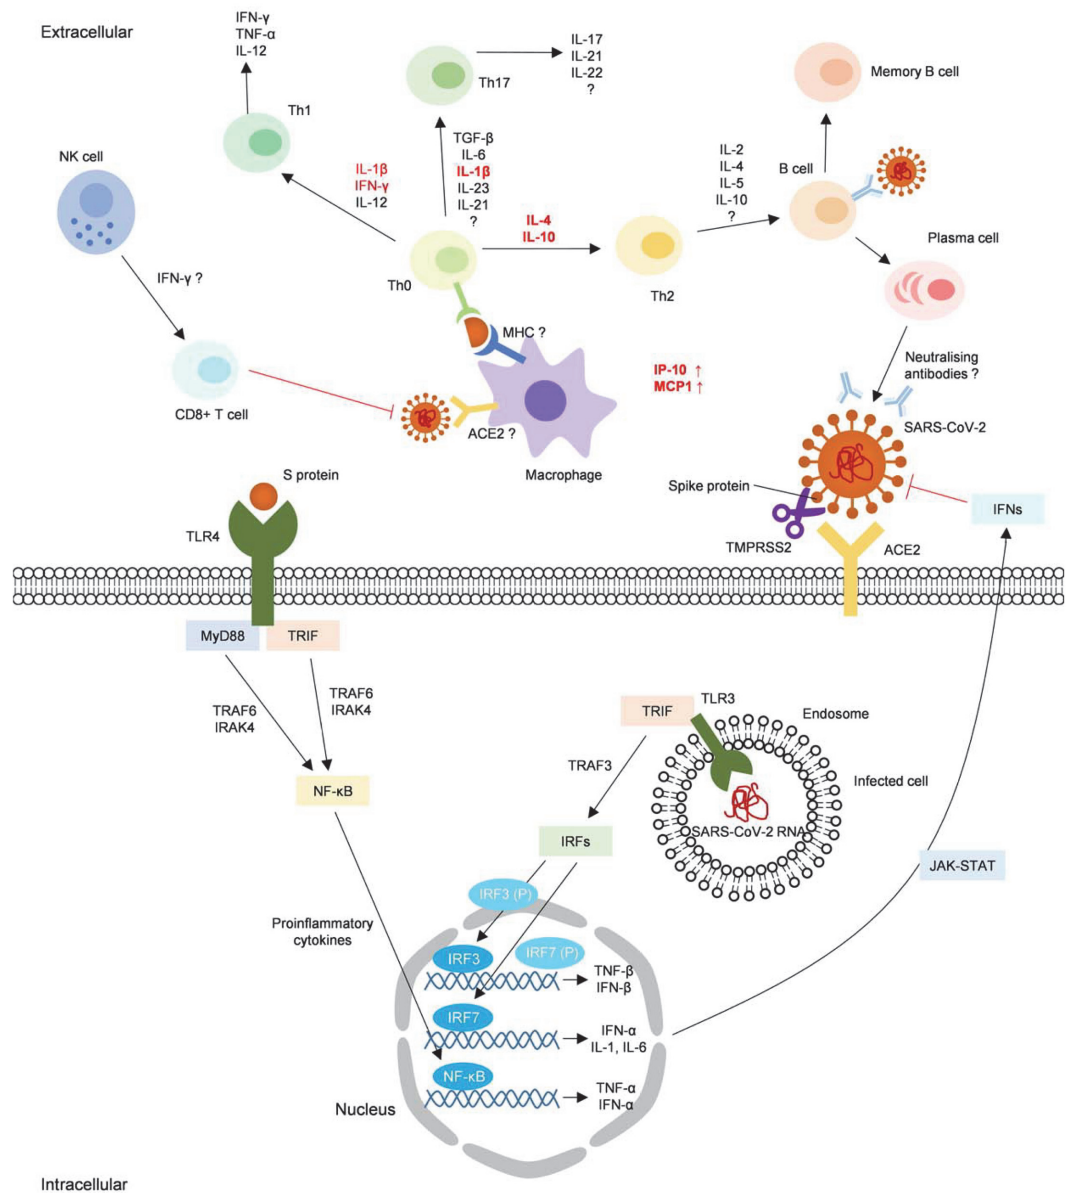 Extracellular
IFN-γ
TNF-α
IL-12
Th1
NK cell
IFN-γ ?
CD8+ T cell
IL-1β
IFN-γ
IL-12
Th17
IL-17
IL-21
IL-22
?
TGF-β
IL-6
IL-1β
IL-23
IL-21
?
Th0
IL-4
IL-10
Th2
IL-2
IL-4
IL-5
IL-10
?
B cell
Memory B cell
Plasma cell
MHC ?
ACE2 ?
Macrophage
IP-10 ↑
MCP1 ↑
Neutralising
antibodies ?
SARS-CoV-2
Spike protein
TMPRSS2
ACE2
IFNs
S protein
TLR4
MyD88
TRIF
TRAF6
IRAK4
TRAF6
IRAK4
NF-κB
TRIF
TLR3
Endosome
Infected cell
TRAF3
SARS-CoV-2 RNA
IRFs
JAK-STAT
Proinflammatory
cytokines
IRF3 (P)
IRF3
IRF7 (P)
TNF-β
IFN-β
IRF7
IFN-α
IL-1, IL-6
NF-κB
TNF-α
IFN-α
Nucleus
Intracellular